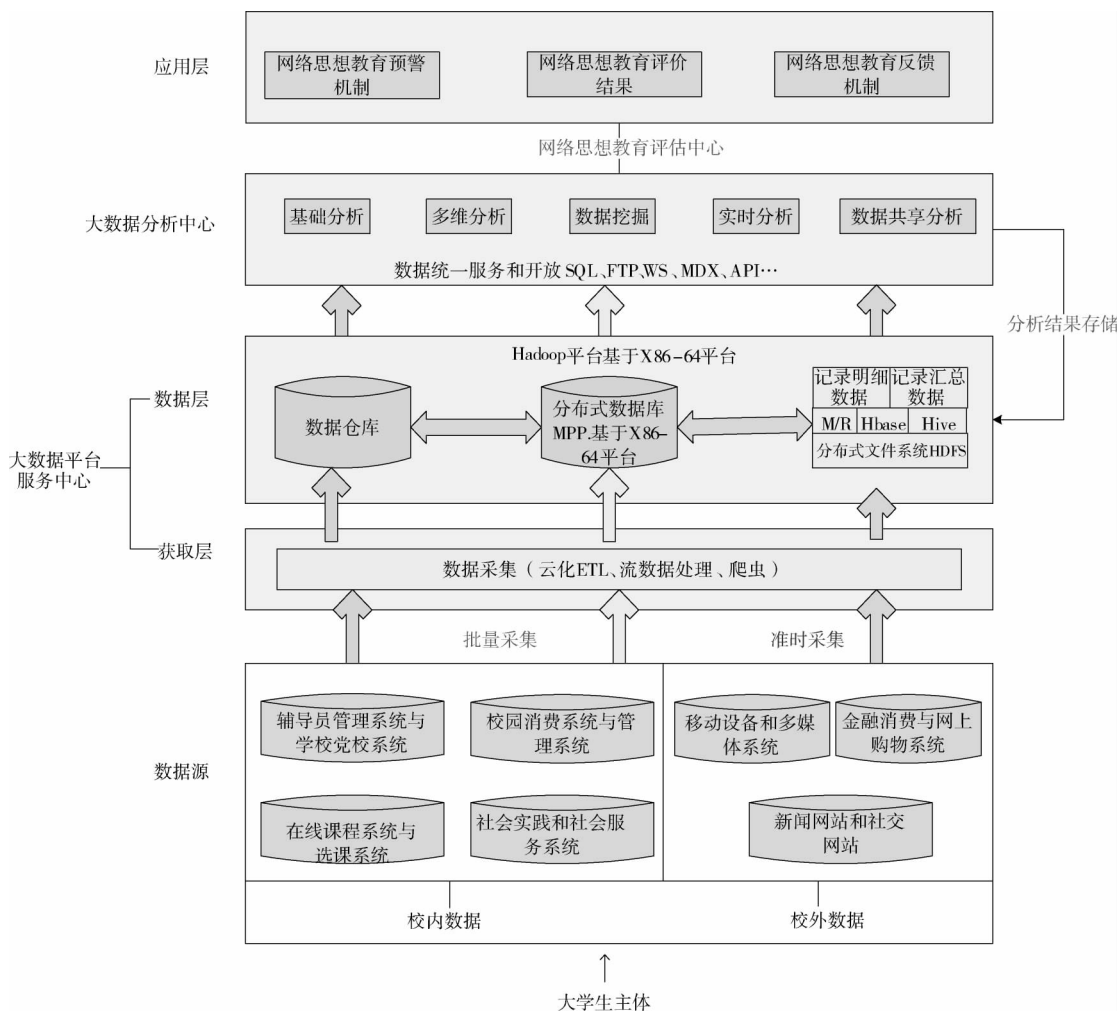 应用层
网络思想教育预警
机制
网络思想教育评价
结果
网络思想教育反馈
机制
网络思想教育评估中心
大数据分析中心
基础分析
多维分析
数据挖掘
实时分析
数据共享分析
数据统一服务和开放SQL、FTP、WS、MDX、API…
分析结果存储
Hadoop平台基于X86-64平台
数据层
数据仓库
分布式数据库
MPP.基于X86-
64平台
记录明细
数据
记录汇总
数据
M/R
Hbase
Hive
分布式文件系统HDFS
大数据平台
服务中心
获取层
数据采集（云化ETL、流数据处理、爬虫）
批量采集
准时采集
数据源
辅导员管理系统与
学校党校系统
校园消费系统与管
理系统
移动设备和多媒
体系统
金融消费与网上
购物系统
在线课程系统与
选课系统
社会实践和社会服
务系统
新闻网站和社交
网站
校内数据
校外数据
大学生主体